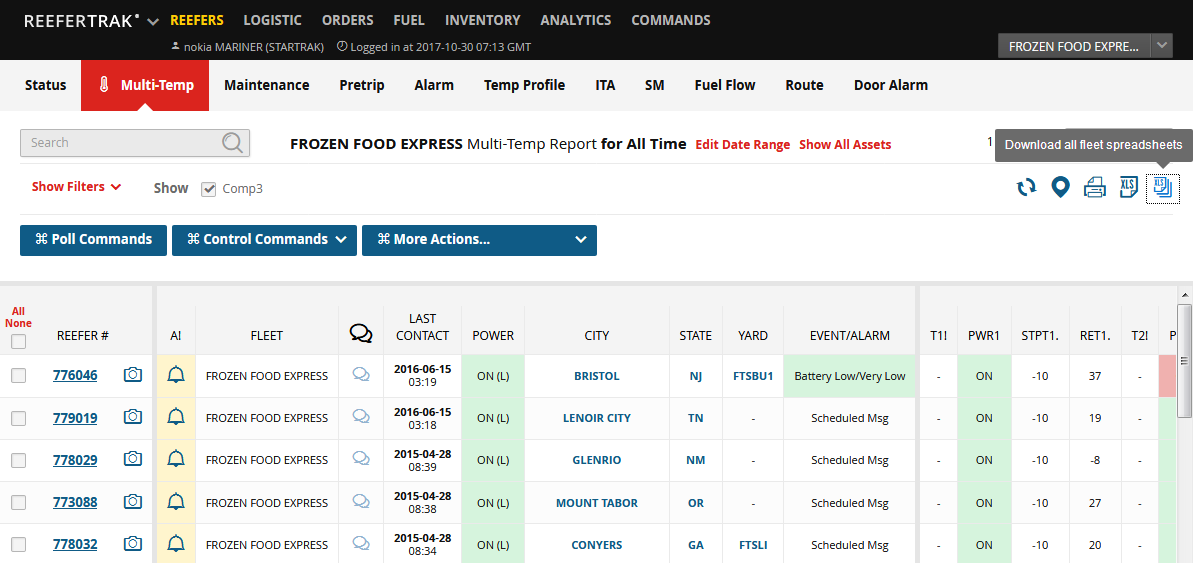 REEFERTRAK REEFERS LOGISTIC ORDERS FUEL INVENTORY ANALYTICS COMMANDS
nokia MARINER (STARTRAK) Logged in at 2017-10-30 07:13 GMT
FROZEN FOOD EXPRE...
Status Multi-Temp Maintenance Pretrip Alarm Temp Profile ITA SM Fuel Flow Route Door Alarm
Search FROZEN FOOD EXPRESS Multi-Temp Report for All Time Edit Date Range Show All Assets 1
Download all fleet spreadsheets
Show Filters Show Comp3 XLS XLS
⌘ Poll Commands ⌘ Control Commands ⌘ More Actions...
All
None REEFER # A! FLEET LAST CONTACT POWER CITY STATE YARD EVENT/ALARM T1! PWR1 STPT1. RET1. T2! P
776046 FROZEN FOOD EXPRESS 2016-06-15 03:19 ON (L) BRISTOL NJ FTSBU1 Battery Low/Very Low - ON -10 37 -
779019 FROZEN FOOD EXPRESS 2016-06-15 03:18 ON (L) LENOIR CITY TN - Scheduled Msg - ON -10 19 -
778029 FROZEN FOOD EXPRESS 2015-04-28 08:39 ON (L) GLENRIO NM - Scheduled Msg - ON -10 -8 -
773088 FROZEN FOOD EXPRESS 2015-04-28 08:38 ON (L) MOUNT TABOR OR - Scheduled Msg - ON -10 27 -
778032 FROZEN FOOD EXPRESS 2015-04-28 08:34 ON (L) CONYERS GA FTSLI Scheduled Msg - ON -10 20 -